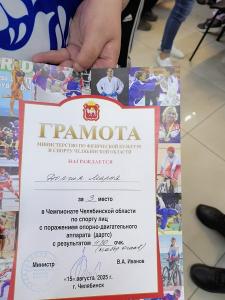 ГРАМОТА
МИНИСТЕРСТВО ПО ФИЗИЧЕСКОЙ КУЛЬТУРЕ
И СПОРТУ ЧЕЛЯБИНСКОЙ ОБЛАСТИ
НАГРАЖДАЕТСЯ
за 3 место
в Чемпионате Челябинской области
по спорту лиц
с поражением опорно-двигательного
аппарата (дартс)
с результатом очк.
Министр В.А. Иванов
«15» августа 2025 г.
г. Челябинск